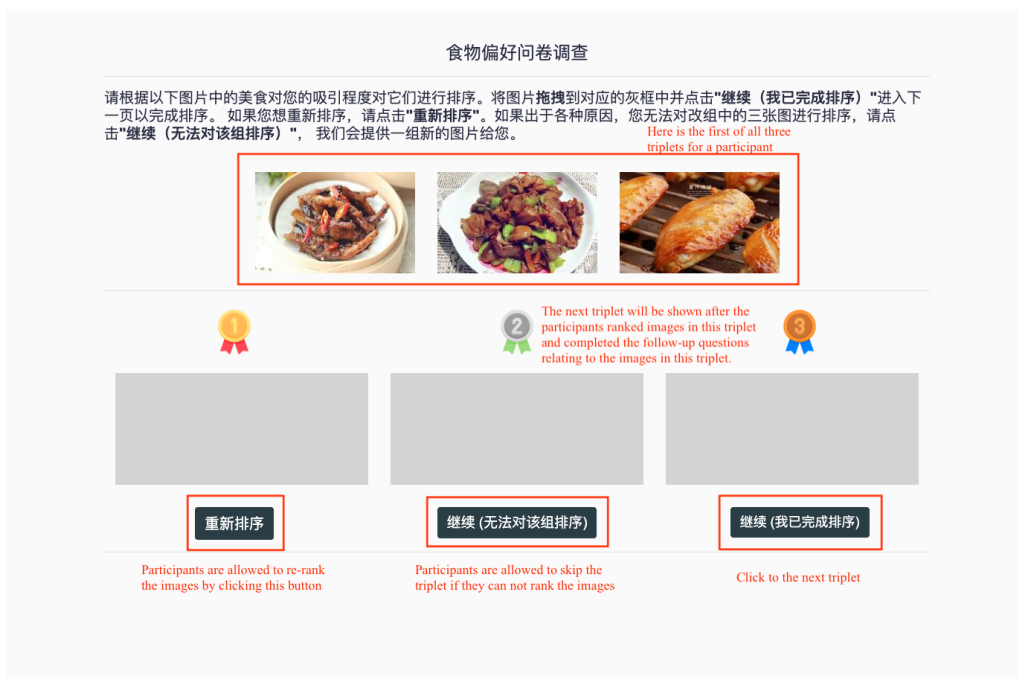 食物偏好问卷调查
请根据以下图片中的美食对您的吸引程度对它们进行排序。将图片拖拽到对应的灰框中并点击"继续（我已完成排序）"进入下
一页以完成排序。 如果您想重新排序，请点击"重新排序"。如果出于各种原因，您无法对改组中的三张图进行排序，请点
击"继续（无法对该组排序）"， 我们会提供一组新的图片给您。
Here is the first of all three
triplets for a participant
1
2
3
The next triplet will be shown after the
participants ranked images in this triplet
and completed the follow-up questions
relating to the images in this triplet.
重新排序
继续 (无法对该组排序)
继续 (我已完成排序)
Participants are allowed to re-rank
the images by clicking this button
Participants are allowed to skip the
triplet if they can not rank the images
Click to the next triplet